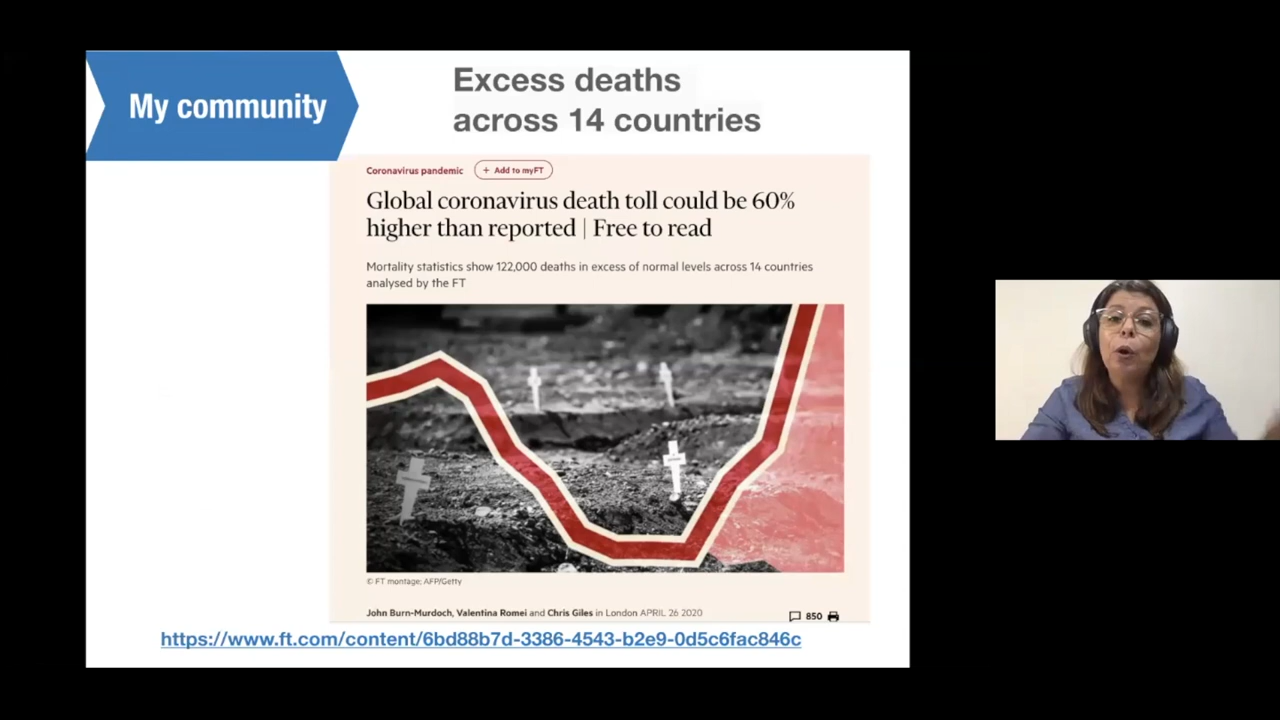 My community
Excess deaths
across 14 countries
Coronavirus pandemic + Add to myFT
Global coronavirus death toll could be 60%
higher than reported | Free to read
Mortality statistics show 122,000 deaths in excess of normal levels across 14 countries
analysed by the FT
© FT montage; AFP/Getty
John Burn-Murdoch, Valentina Romei and Chris Giles in London APRIL 26 2020
850
https://www.ft.com/content/6bd88b7d-3386-4543-b2e9-0d5c6fac846c